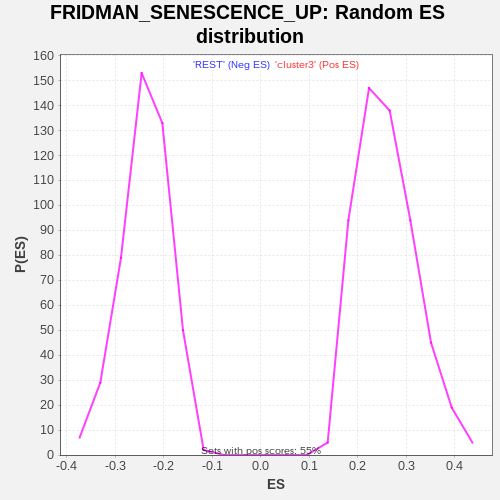 FRIDMAN_SENESCENCE_UP: Random ES
distribution
'REST' (Neg ES) 'cluster3' (Pos ES)
160
150
140
130
120
110
100
90
80
70
60
50
40
30
20
10
0
P(ES)
Sets with pos scores: 55%
-0.4 -0.3 -0.2 -0.1 0.0 0.1 0.2 0.3 0.4
ES